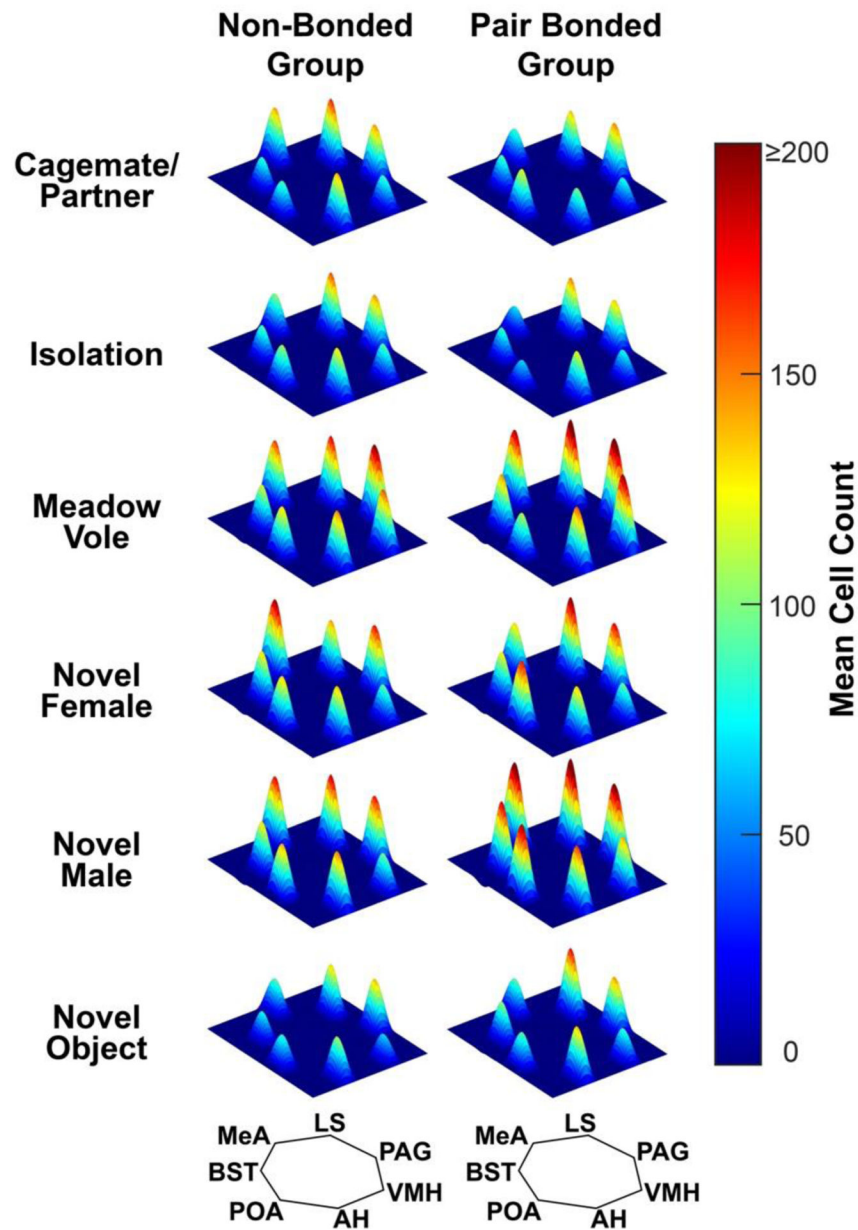 Non-Bonded
Group
Pair Bonded
Group
Cagemate/
Partner
Isolation
Meadow
Vole
Novel
Female
Novel
Male
Novel
Object
≥200
150
100
50
0
Mean Cell Count
LS
MeA
PAG
BST
VMH
POA
AH
LS
MeA
PAG
BST
VMH
POA
AH